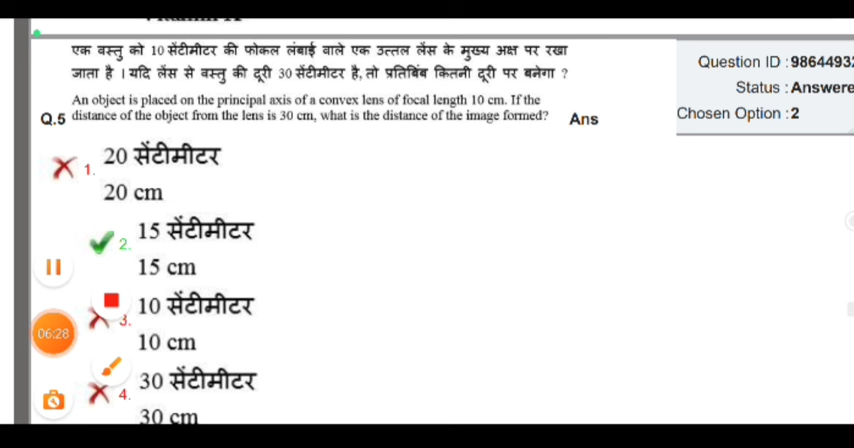 एक वस्तु को 10 सेंटीमीटर की फोकल लंबाई वाले एक उत्तल लेंस के मुख्य अक्ष पर रखा
जाता है । यदि लेंस से वस्तु की दूरी 30 सेंटीमीटर है, तो प्रतिबिंब कितनी दूरी पर बनेगा ?
An object is placed on the principal axis of a convex lens of focal length 10 cm. If the
Q.5 distance of the object from the lens is 30 cm, what is the distance of the image formed? Ans
Question ID : 9864493
Status : Answere
Chosen Option : 2
1. 20 सेंटीमीटर
20 cm
2. 15 सेंटीमीटर
15 cm
3. 10 सेंटीमीटर
10 cm
06:28
4. 30 सेंटीमीटर
30 cm